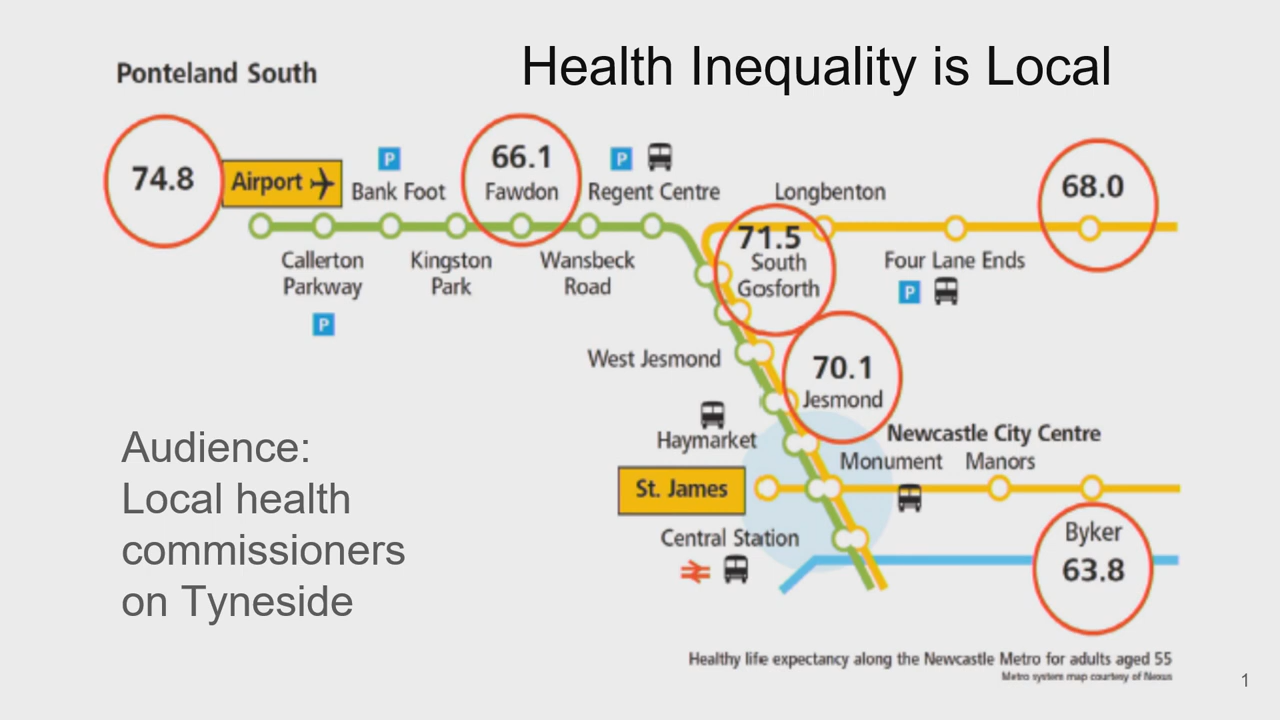 Health Inequality is Local
Ponteland South
74.8
Airport
P
Bank Foot
66.1
Fawdon
P
Regent Centre
Longbenton
68.0
Callerton
Parkway
P
Kingston
Park
Wansbeck
Road
71.5
South
Gosforth
Four Lane Ends
P
West Jesmond
70.1
Jesmond
Haymarket
Newcastle City Centre
Monument
Manors
St. James
Central Station
Byker
63.8
Audience:
Local health
commissioners
on Tyneside
Healthy life expectancy along the Newcastle Metro for adults aged 55
Metro system map courtesy of Nexus
1